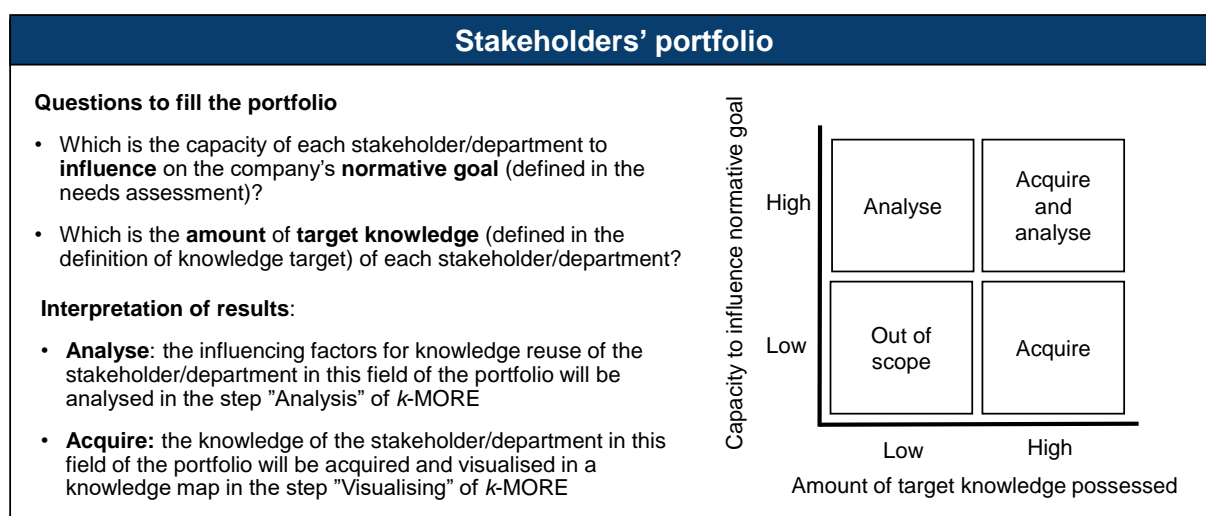 Stakeholders’ portfolio
Questions to fill the portfolio
• Which is the capacity of each stakeholder/department to
influence on the company’s normative goal (defined in the
needs assessment)?
• Which is the amount of target knowledge (defined in the
definition of knowledge target) of each stakeholder/department?
Interpretation of results:
• Analyse: the influencing factors for knowledge reuse of the
stakeholder/department in this field of the portfolio will be
analysed in the step ”Analysis” of k-MORE
• Acquire: the knowledge of the stakeholder/department in this
field of the portfolio will be acquired and visualised in a
knowledge map in the step ”Visualising” of k-MORE
Capacity to influence normative goal
High
Analyse
Acquire
and
analyse
Low
Out of
scope
Acquire
Low
High
Amount of target knowledge possessed